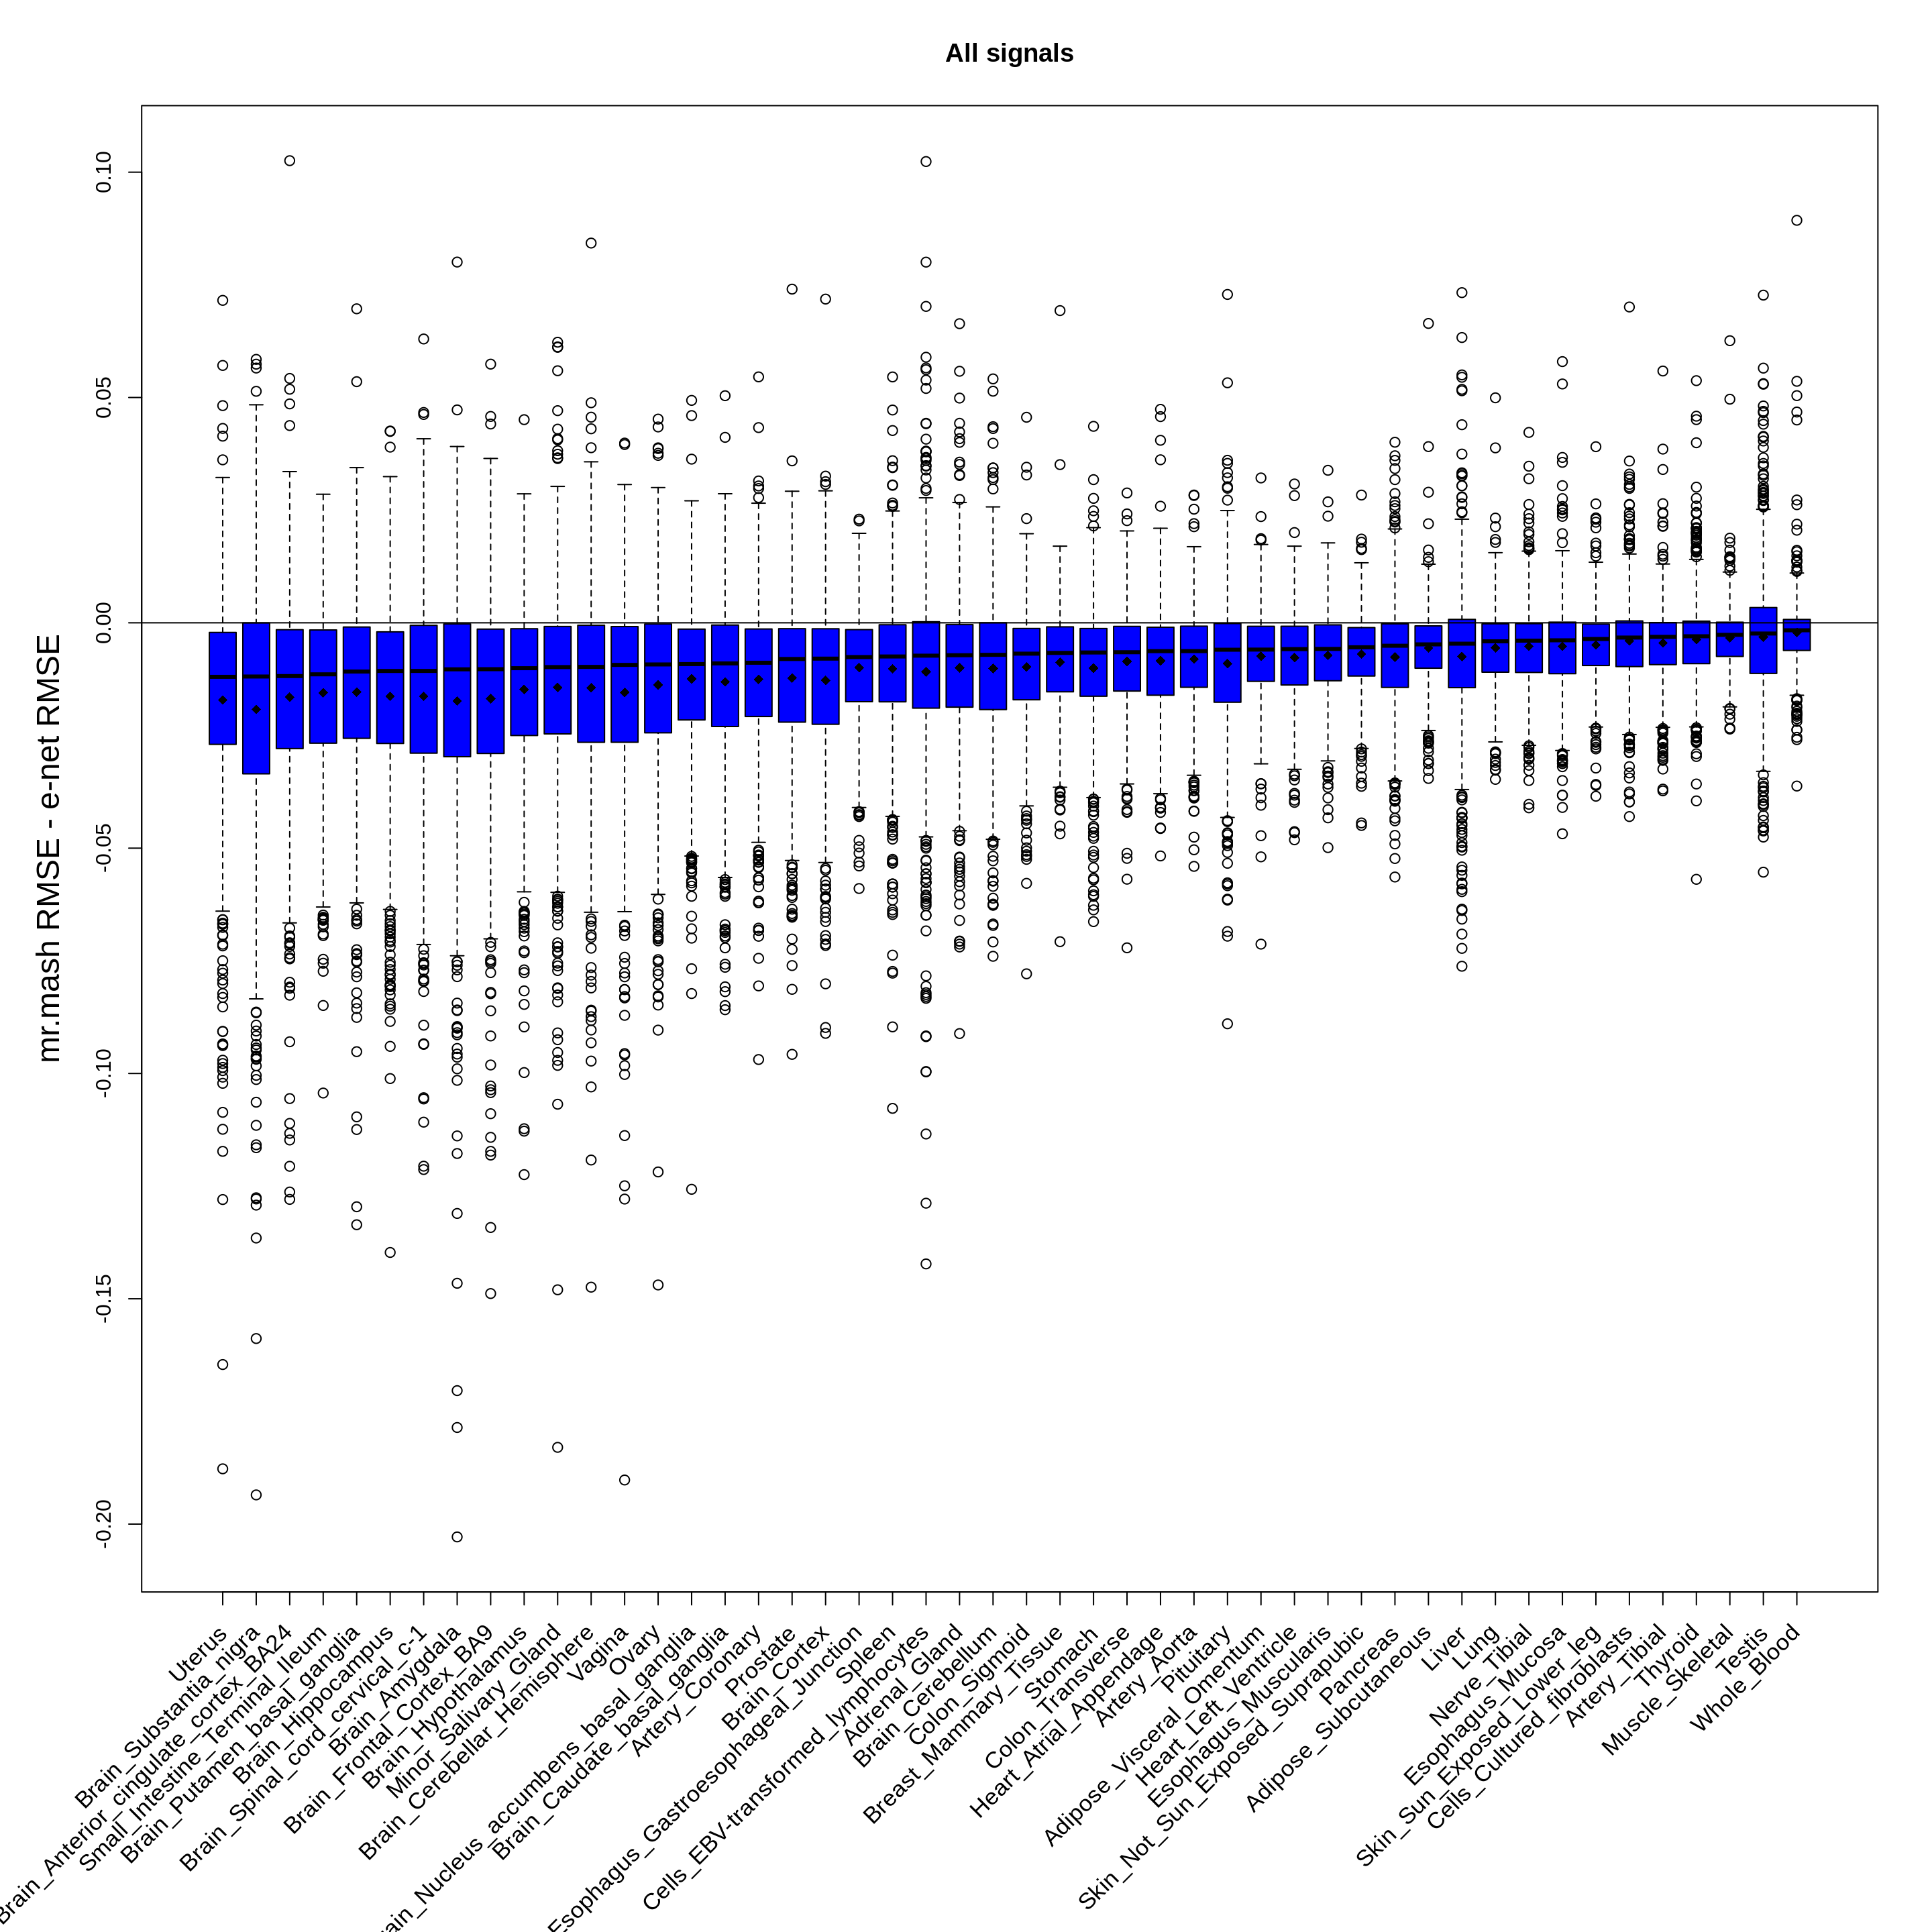 All signals
mr.mash RMSE - e-net RMSE
0.10
0.05
0.00
-0.05
-0.10
-0.15
-0.20
Uterus
Brain_Substantia_nigra
Brain_Anterior_cingulate_cortex_BA24
Small_Intestine_Terminal_Ileum
Brain_Putamen_basal_ganglia
Brain_Hippocampus
Brain_Spinal_cord_cervical_c-1
Brain_Amygdala
Brain_Frontal_Cortex_BA9
Brain_Hypothalamus
Minor_Salivary_Gland
Brain_Cerebellar_Hemisphere
Vagina
Ovary
ain_Nucleus_accumbens_basal_ganglia
Brain_Caudate_basal_ganglia
Artery_Coronary
Prostate
Brain_Cortex
Esophagus_Gastroesophageal_Junction
Spleen
Cells_EBV-transformed_lymphocytes
Adrenal_Gland
Brain_Cerebellum
Colon_Sigmoid
Breast_Mammary_Tissue
Stomach
Colon_Transverse
Heart_Atrial_Appendage
Artery_Aorta
Pituitary
Adipose_Visceral_Omentum
Heart_Left_Ventricle
Esophagus_Muscularis
Skin_Not_Sun_Exposed_Suprapubic
Pancreas
Adipose_Subcutaneous
Liver
Lung
Nerve_Tibial
Esophagus_Mucosa
Skin_Sun_Exposed_Lower_leg
Cells_Cultured_fibroblasts
Artery_Tibial
Thyroid
Muscle_Skeletal
Testis
Whole_Blood